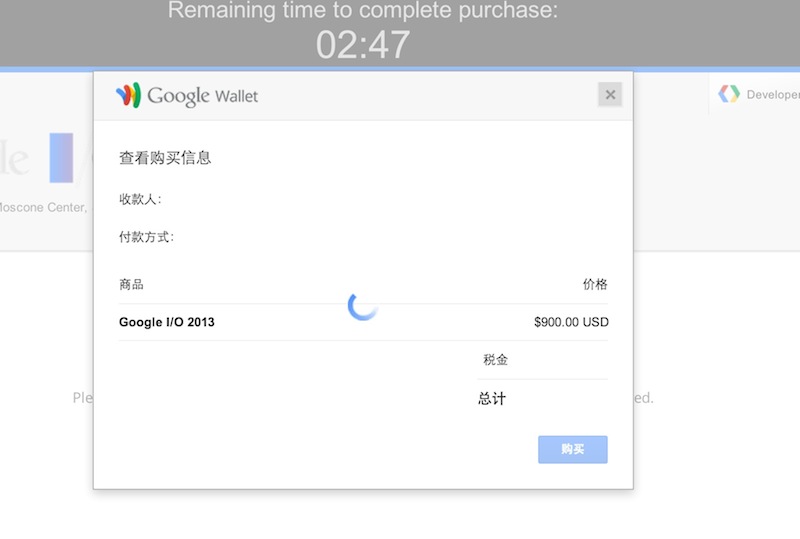 Remaining time to complete purchase:
02:47
Google Wallet
Developer
le I/
Moscone Center,
查看购买信息
收款人:
付款方式:
商品 价格
Google I/O 2013 $900.00 USD
税金
Ple ed.
总计
购买